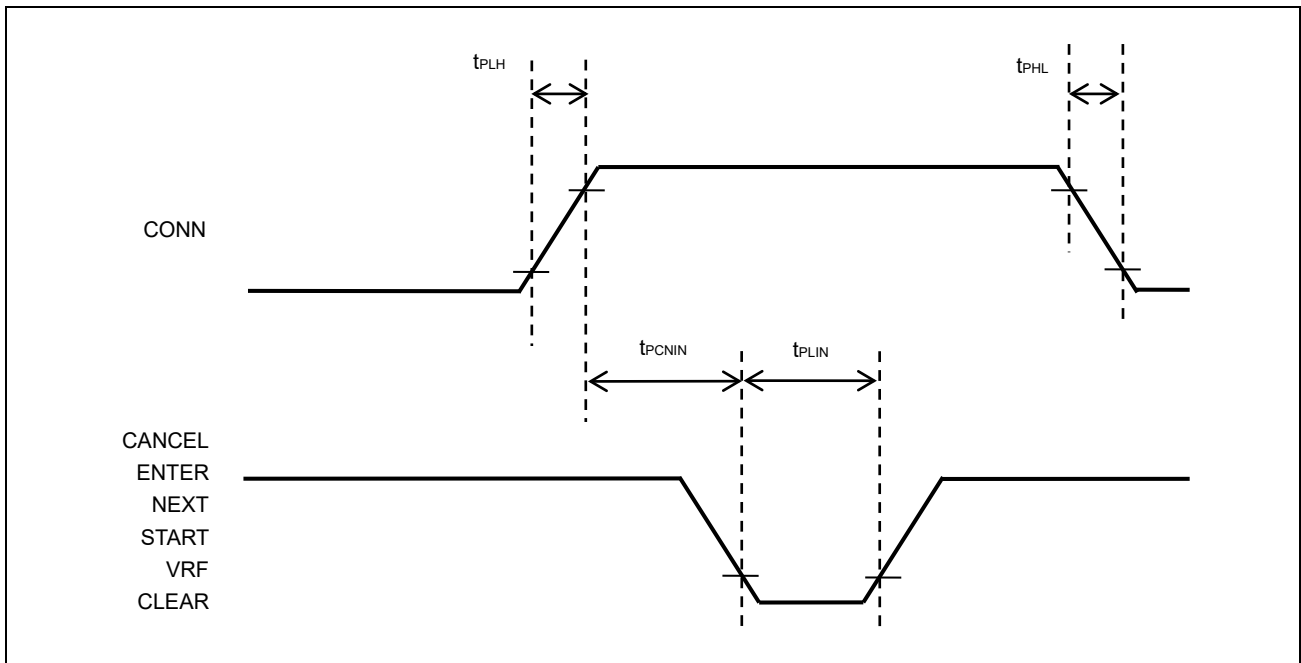 tPLH
tPHL
CONN
tPCNIN
tPLIN
CANCEL
ENTER
NEXT
START
VRF
CLEAR